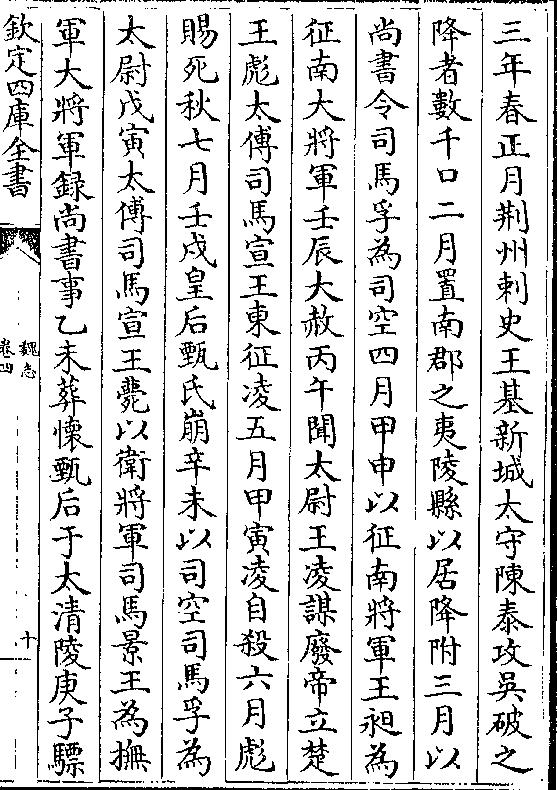 三年春正月荆州刺史王基新城太守陳泰攻吳破之
降者數千口二月置南郡之夷陵縣以居降附三月以
尚書令司馬孚為司空四月甲申以征南將軍王昶為
征南大將軍壬辰大赦丙午聞太尉王凌謀廢帝立楚
王彪太傅司馬宣王東征凌五月甲寅凌自殺六月彪
賜死秋七月壬戌皇后甄氏崩辛未以司空司馬孚為
太尉戊寅太傅司馬宣王薨以衛將軍司馬景王為撫
軍大將軍録尚書事乙未葬懷甄后于太清陵庚子驃
欽定四庫全書
魏志
卷四
十